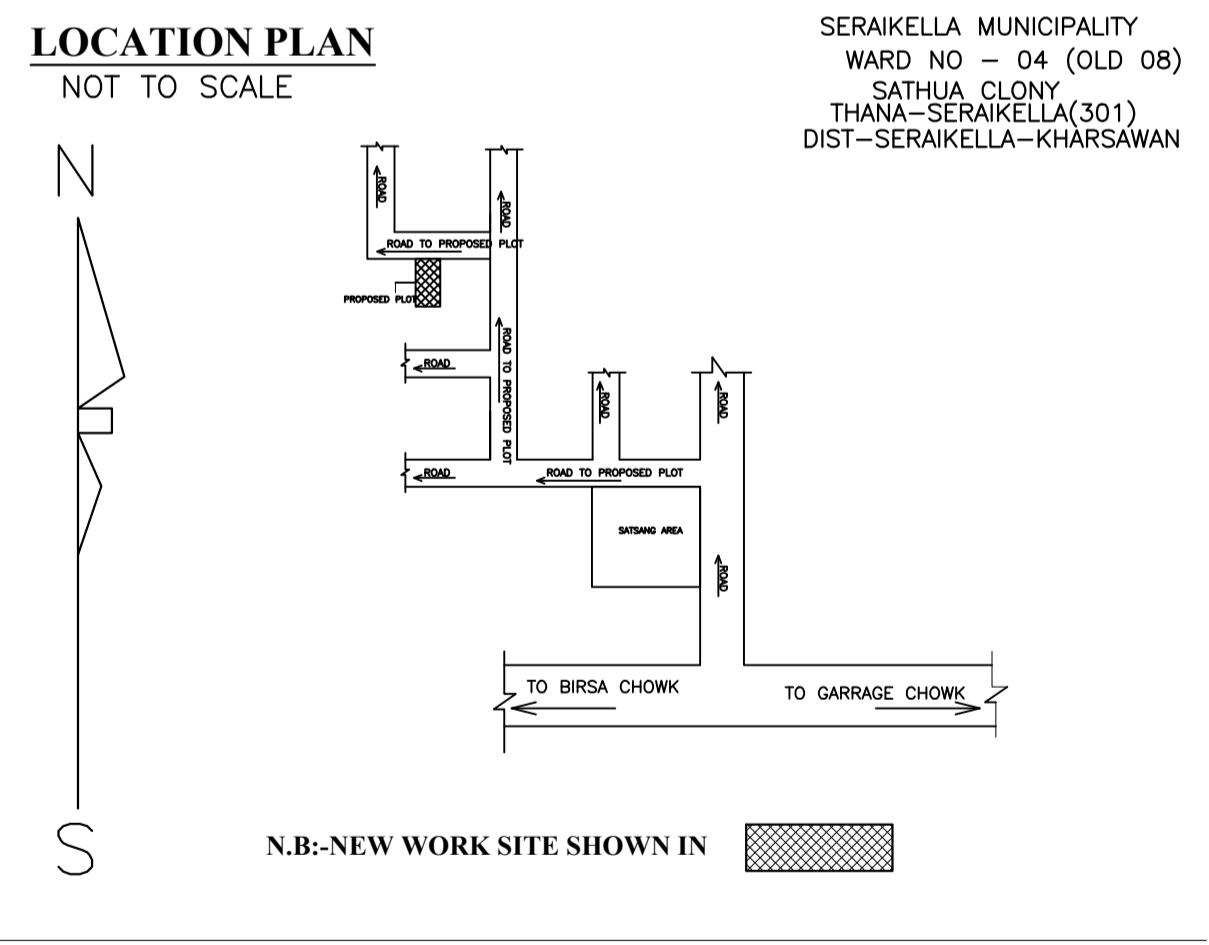 LOCATION PLAN
NOT TO SCALE
SERAIKELLA MUNICIPALITY
WARD NO - 04 (OLD 08)
SATHUA CLONY
THANA-SERAIKELLA(301)
DIST-SERAIKELLA-KHARSAWAN
N
ROAD
ROAD
ROAD TO PROPOSED PLOT
PROPOSED PLOT
ROAD TO PROPOSED PLOT
ROAD
ROAD
ROAD
ROAD
ROAD TO PROPOSED PLOT
SATSANG AREA
ROAD
TO BIRSA CHOWK
TO GARRAGE CHOWK
S
N.B:-NEW WORK SITE SHOWN IN